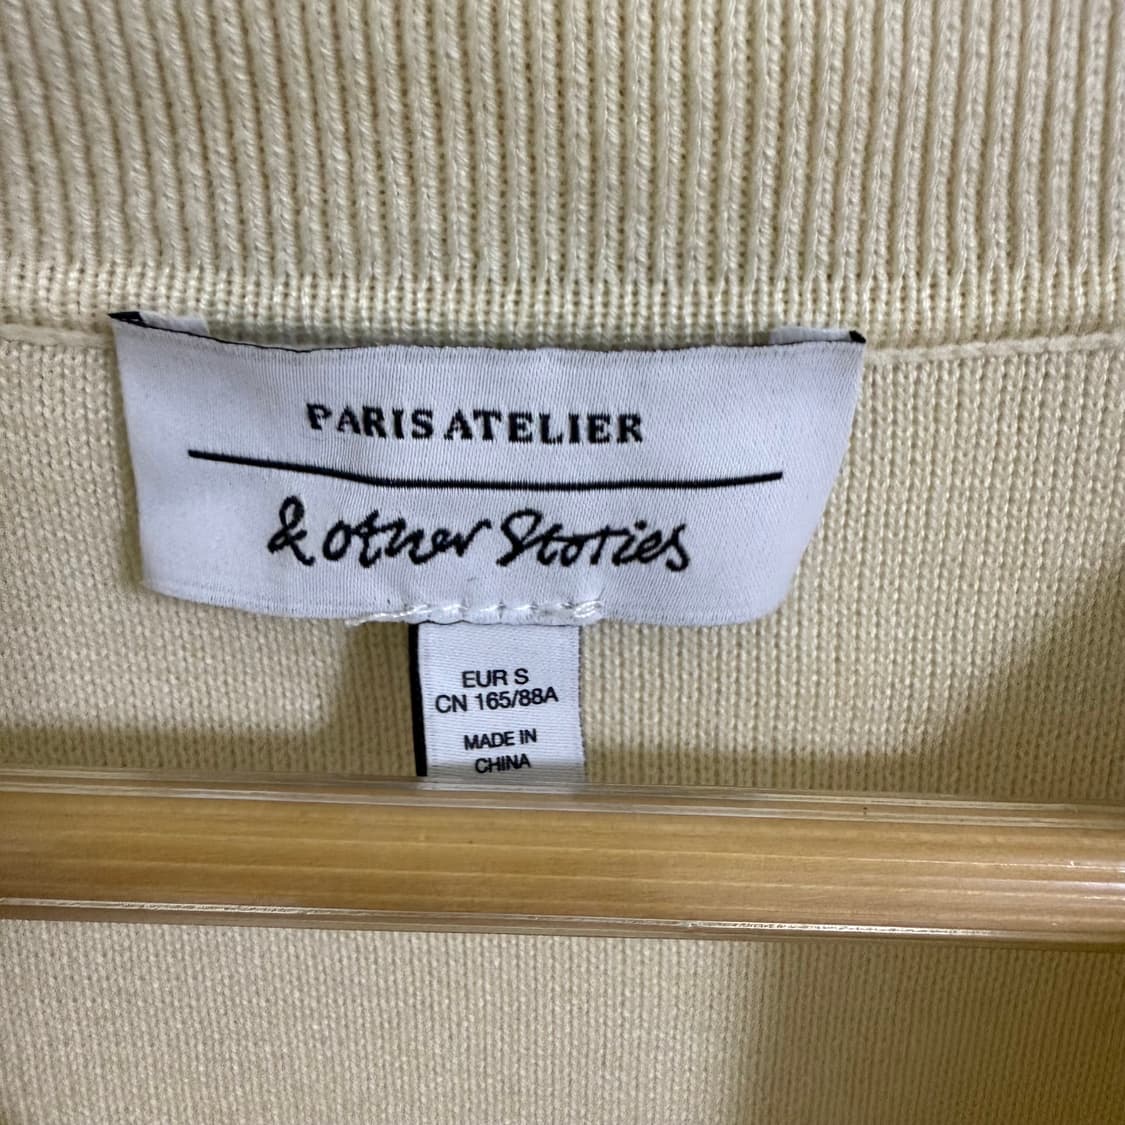 PARIS ATELIER
& other Stories
EUR S
CN 165/88A
MADE IN
CHINA